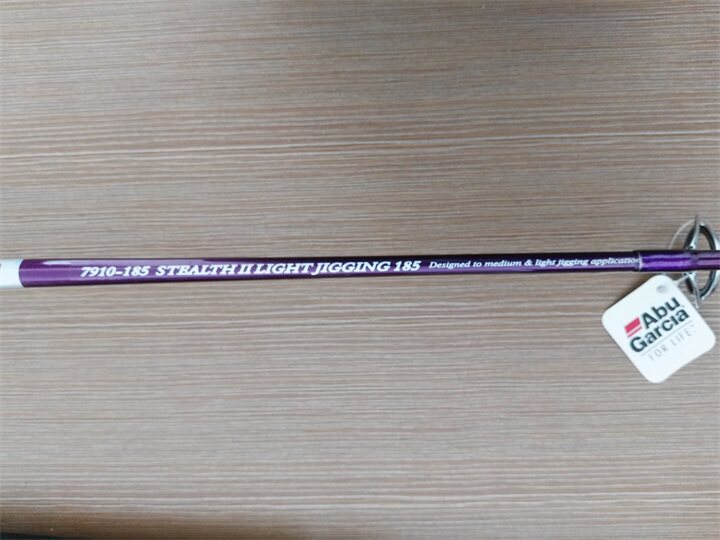 7910-185 STEALTH II LIGHT JIGGING 185 Designed to medium & light jigging application
Abu
Garcia
FOR LIFE